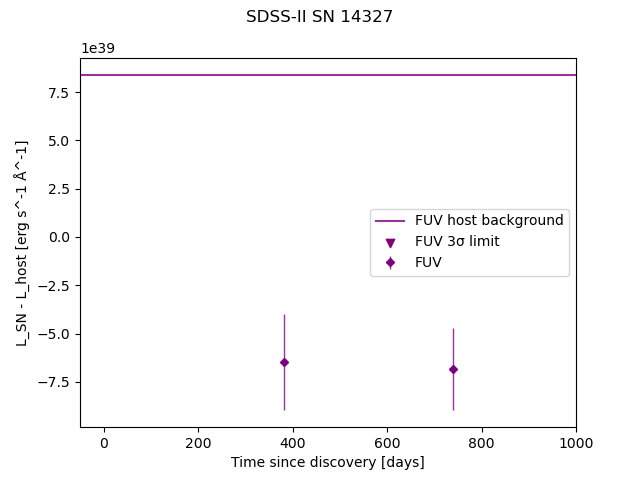 SDSS-II SN 14327
1e39
7.5
5.0
2.5
0.0
−2.5
−5.0
−7.5
L_SN - L_host [erg s^-1 Å^-1]
FUV host background
FUV 3σ limit
FUV
0
200
400
600
800
1000
Time since discovery [days]